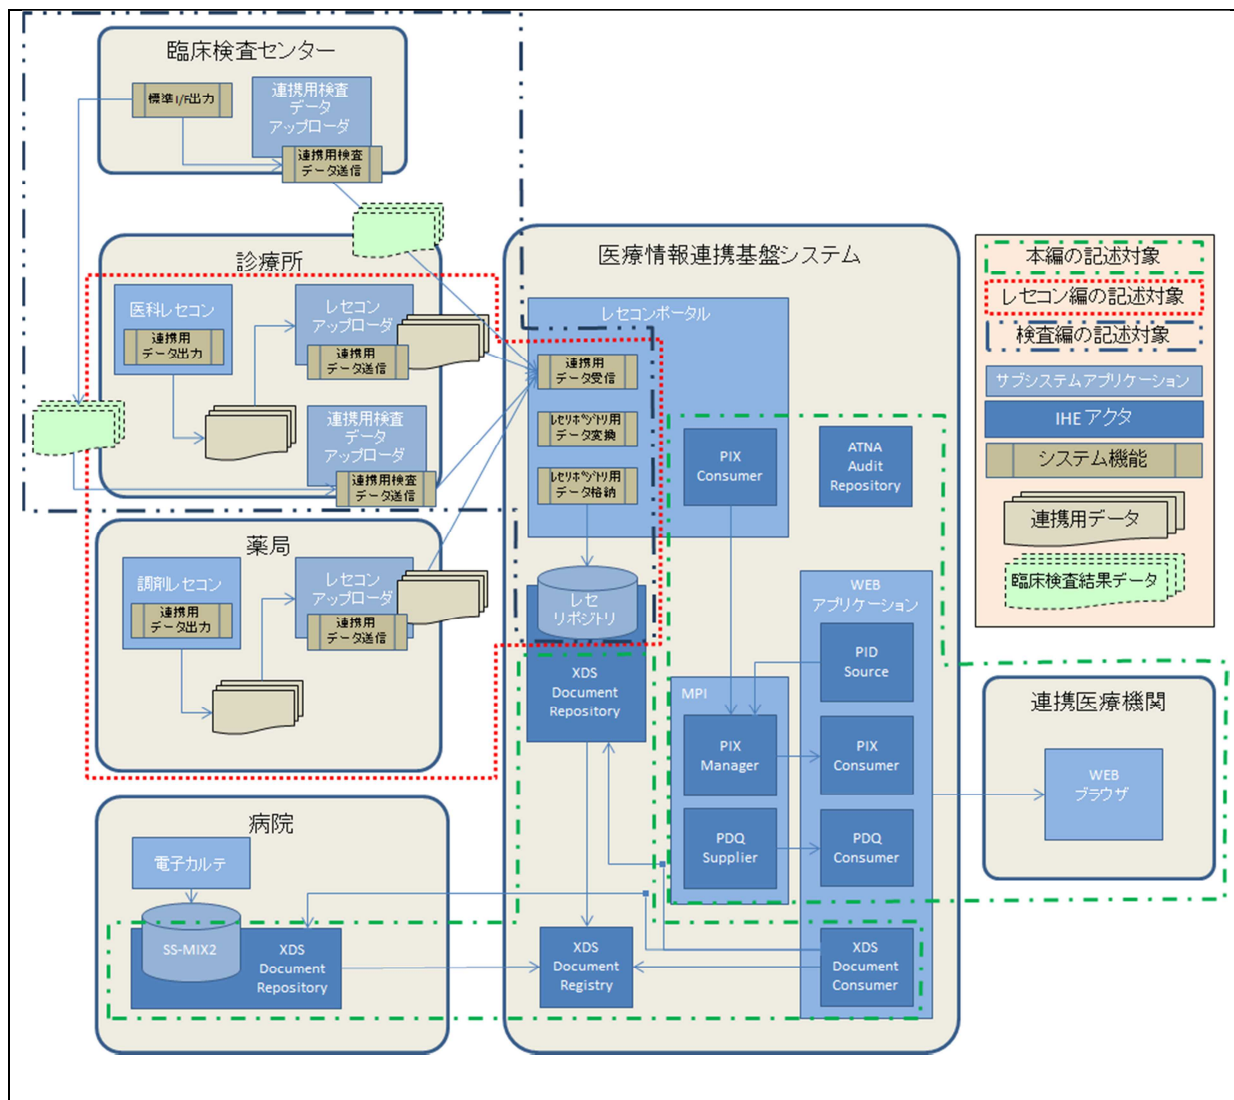 臨床検査センター
標準I/F出力
連携用検査
データ
アップローダ
連携用検査
データ送信
診療所
医科レセコン
連携用
データ出力
レセコン
アップローダ
連携用
データ送信
連携用検査
データ
アップローダ
連携用検査
データ送信
薬局
調剤レセコン
連携用
データ出力
レセコン
アップローダ
連携用
データ送信
病院
電子カルテ
SS-MIX2
XDS
Document
Repository
医療情報連携基盤システム
レセコンポータル
連携用
データ受信
レセリポジトリ用
データ変換
レセリポジトリ用
データ格納
レセ
リポジトリ
XDS
Document
Repository
XDS
Document
Registry
PIX
Consumer
ATNA
Audit
Repository
MPI
PIX
Manager
PDQ
Supplier
WEB
アプリケーション
PID
Source
PIX
Consumer
PDQ
Consumer
XDS
Document
Consumer
本編の記述対象
レセコン編の記述対象
検査編の記述対象
サブシステムアプリケーション
IHE アクタ
システム機能
連携用データ
臨床検査結果データ
連携医療機関
WEB
ブラウザ